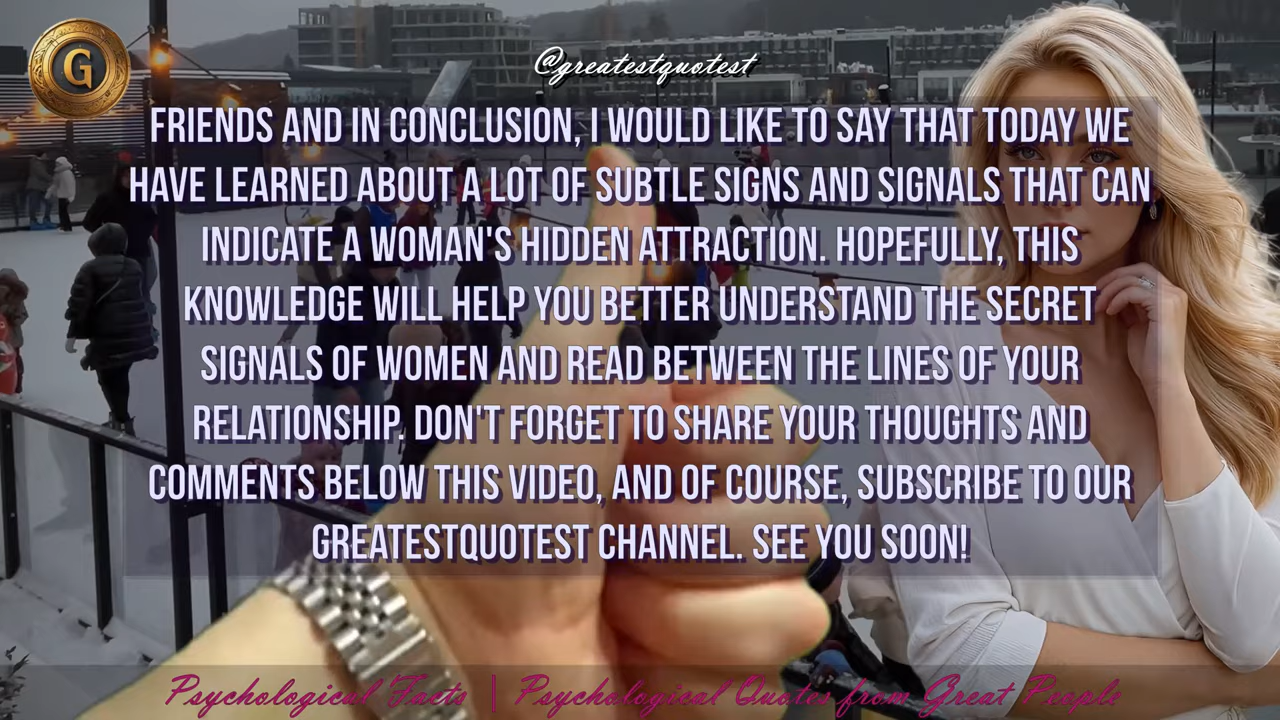 G
@greatestquotest
FRIENDS AND IN CONCLUSION, I WOULD LIKE TO SAY THAT TODAY WE
HAVE LEARNED ABOUT A LOT OF SUBTLE SIGNS AND SIGNALS THAT CAN
INDICATE A WOMAN'S HIDDEN ATTRACTION. HOPEFULLY, THIS
KNOWLEDGE WILL HELP YOU BETTER UNDERSTAND THE SECRET
SIGNALS OF WOMEN AND READ BETWEEN THE LINES OF YOUR
RELATIONSHIP. DON'T FORGET TO SHARE YOUR THOUGHTS AND
COMMENTS BELOW THIS VIDEO, AND OF COURSE, SUBSCRIBE TO OUR
GREATESTQUOTEST CHANNEL. SEE YOU SOON!
Psychological Facts | Psychological Quotes from Great People